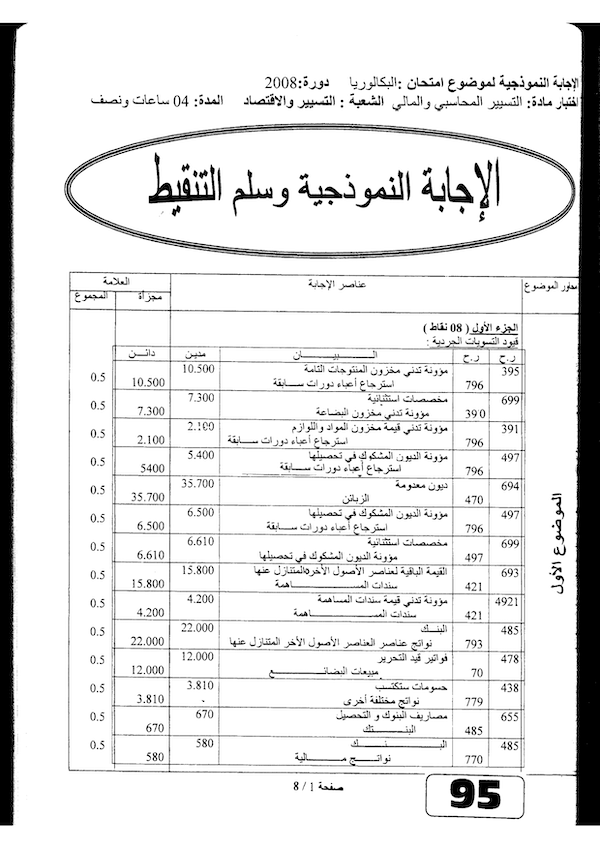 الإجابة النموذجية لموضوع امتحان :البكالوريا دورة:2008
اختبار مادة: التسيير المحاسبي والمالي الشعبة : التسيير والاقتصاد المدة: 04 ساعات ونصف
الإجابة النموذجية وسلم التنقيط
محاور الموضوع عناصر الإجابة العلامة
مجزأة المجموع
الموضوع الأول
الجزء الأول ( 08 نقاط )
قيود التسويات الجردية :
ر.ح ر.ح البـــيـــان مدين دائن
395 مؤونة تدني مخزون المنتوجات التامة 10.500 0.5
796 استرجاع أعباء دورات سابقة 10.500
699 مخصصات استثنائية 7.300 0.5
390 مؤونة تدني مخزون البضاعة 7.300
391 مؤونة تدني قيمة مخزون المواد واللوازم 2.100 0.5
796 استرجاع أعباء دورات سابقة 2.100
497 مؤونة الديون المشكوك في تحصيلها 5.400 0.5
796 استرجاع أعباء دورات سابقة 5400
694 ديون معدومة 35.700 0.5
470 الزبائن 35.700
497 مؤونة الديون المشكوك في تحصيلها 6.500 0.5
796 استرجاع أعباء دورات سابقة 6.500
699 مخصصات استثنائية 6.610 0.5
497 مؤونة الديون المشكوك في تحصيلها 6.610
693 القيمة الباقية لعناصر الأصول الأخرى المتنازل عنها 15.800 0.5
421 سندات المساهمة 15.800
4921 مؤونة تدني قيمة سندات المساهمة 4.200 0.5
421 سندات المساهمة 4.200
485 البنك 22.000 0.5
793 نواتج عناصر العناصر الأصول الأخر المتنازل عنها 22.000
478 فواتير قيد التحرير 12.000 0.5
70 مبيعات البضائع 12.000
438 حسومات ستكتسب 3.810 0.5
779 نواتج مختلفة أخرى 3.810
655 مصاريف البنوك و التحصيل 670 0.5
485 البنك 670
485 البنك 580 0.5
770 نواتج مالية 580
صفحة 1 / 8
95